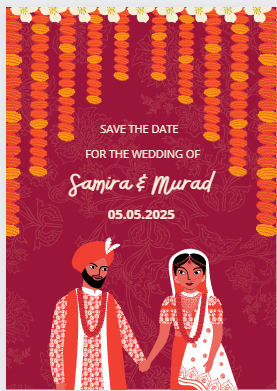 SAVE THE DATE
FOR THE WEDDING OF
Samira & Murad
05.05.2025